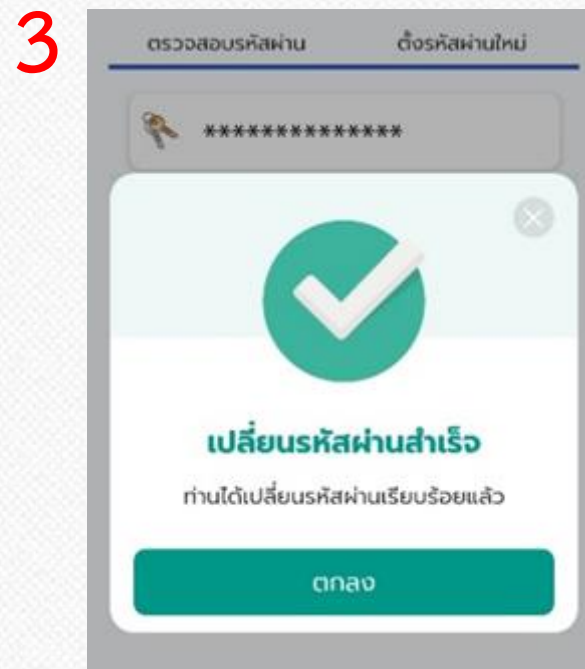 3
ตรวจสอบรหัสผ่าน ตั้งรหัสผ่านใหม่
**************
เปลี่ยนรหัสผ่านสำเร็จ
ท่านได้เปลี่ยนรหัสผ่านเรียบร้อยแล้ว
ตกลง